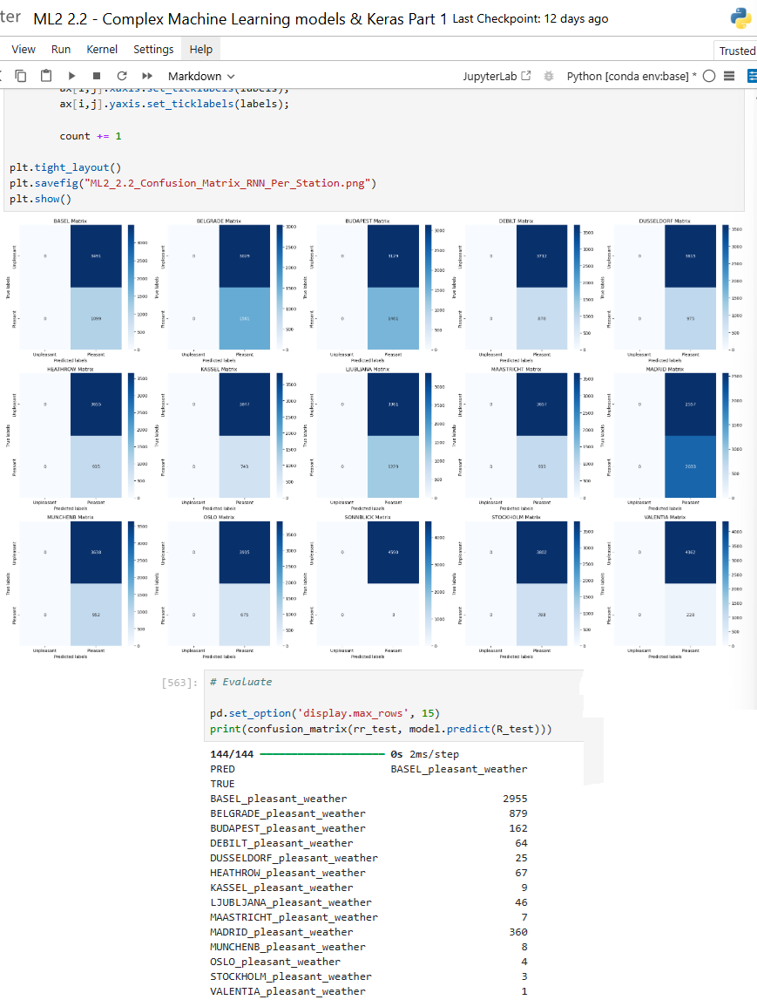 ter ML2 2.2 - Complex Machine Learning models & Keras Part 1 Last Checkpoint: 12 days ago
View Run Kernel Settings Help Trusted
Markdown JupyterLab Python [conda env:base] *
ax[i,j].xaxis.set_ticklabels(labels);
ax[i,j].yaxis.set_ticklabels(labels);
count += 1
plt.tight_layout()
plt.savefig("ML2_2.2_Confusion_Matrix_RNN_Per_Station.png")
plt.show()
BASEL Matrix BELGRADE Matrix BUDAPEST Matrix DEBILT Matrix DUSSELDORF Matrix
Unpleasant 0 3491 Unpleasant 0 3029 Unpleasant 0 3129 Unpleasant 0 3712 Unpleasant 0 3615
True labels True labels True labels True labels True labels
Pleasant 0 1099 Pleasant 0 Pleasant 0 1461 Pleasant 0 878 Pleasant 0 975
Unpleasant Pleasant Unpleasant Pleasant Unpleasant Pleasant Unpleasant Pleasant Unpleasant Pleasant
Predicted labels Predicted labels Predicted labels Predicted labels Predicted labels
HEATHROW Matrix KASSEL Matrix LJUBLJANA Matrix MAASTRICHT Matrix MADRID Matrix
Unpleasant 0 3655 Unpleasant 0 3847 Unpleasant 0 3361 Unpleasant 0 3657 Unpleasant 0 2557
True labels True labels True labels True labels True labels
Pleasant 0 935 Pleasant 0 743 Pleasant 0 1229 Pleasant 0 933 Pleasant 0 2033
Unpleasant Pleasant Unpleasant Pleasant Unpleasant Pleasant Unpleasant Pleasant Unpleasant Pleasant
Predicted labels Predicted labels Predicted labels Predicted labels Predicted labels
MUNCHENB Matrix OSLO Matrix SONNBLICK Matrix STOCKHOLM Matrix VALENTIA Matrix
Unpleasant 0 3638 Unpleasant 0 3915 Unpleasant 0 4590 Unpleasant 0 3802 Unpleasant 0 4362
True labels True labels True labels True labels True labels
Pleasant 0 952 Pleasant 0 675 Pleasant 0 0 Pleasant 0 788 Pleasant 0 228
Unpleasant Pleasant Unpleasant Pleasant Unpleasant Pleasant Unpleasant Pleasant Unpleasant Pleasant
Predicted labels Predicted labels Predicted labels Predicted labels Predicted labels
[563]: # Evaluate
pd.set_option('display.max_rows', 15)
print(confusion_matrix(rr_test, model.predict(R_test)))
144/144 0s 2ms/step
PRED BASEL_pleasant_weather
TRUE
BASEL_pleasant_weather 2955
BELGRADE_pleasant_weather 879
BUDAPEST_pleasant_weather 162
DEBILT_pleasant_weather 64
DUSSELDORF_pleasant_weather 25
HEATHROW_pleasant_weather 67
KASSEL_pleasant_weather 9
LJUBLJANA_pleasant_weather 46
MAASTRICHT_pleasant_weather 7
MADRID_pleasant_weather 360
MUNCHENB_pleasant_weather 8
OSLO_pleasant_weather 4
STOCKHOLM_pleasant_weather 3
VALENTIA_pleasant_weather 1